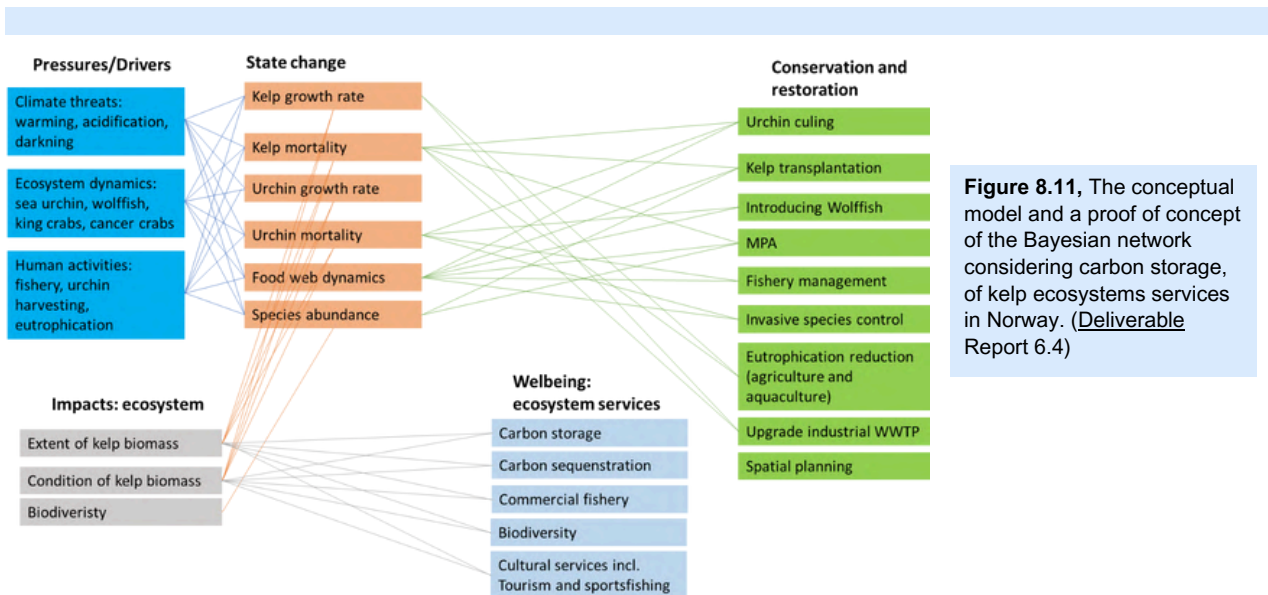 Pressures/Drivers
Climate threats:
warming, acidification,
darkning
Ecosystem dynamics:
sea urchin, wolffish,
king crabs, cancer crabs
Human activities:
fishery, urchin
harvesting,
eutrophication
State change
Kelp growth rate
Kelp mortality
Urchin growth rate
Urchin mortality
Food web dynamics
Species abundance
Conservation and
restoration
Urchin culing
Kelp transplantation
Introducing Wolffish
MPA
Fishery management
Invasive species control
Eutrophication reduction
(agriculture and
aquaculture)
Upgrade industrial WWTP
Spatial planning
Impacts: ecosystem
Extent of kelp biomass
Condition of kelp biomass
Biodiveristy
Welbeing:
ecosystem services
Carbon storage
Carbon sequenstration
Commercial fishery
Biodiversity
Cultural services incl.
Tourism and sportsfishing
Figure 8.11, The conceptual
model and a proof of concept
of the Bayesian network
considering carbon storage,
of kelp ecosystems services
in Norway. (Deliverable
Report 6.4)